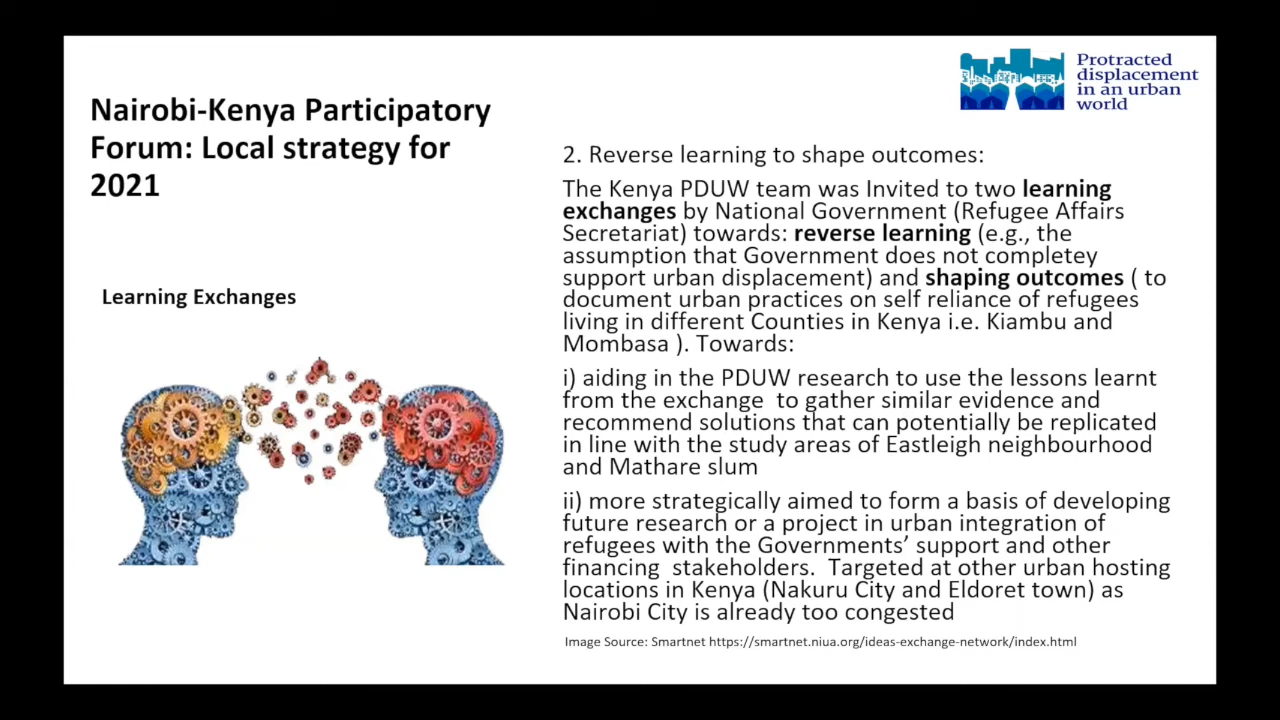 Nairobi-Kenya Participatory
Forum: Local strategy for
2021
Learning Exchanges
Protracted
displacement
in an urban
world
2. Reverse learning to shape outcomes:
The Kenya PDUW team was Invited to two learning
exchanges by National Government (Refugee Affairs
Secretariat) towards: reverse learning (e.g., the
assumption that Government does not completey
support urban displacement) and shaping outcomes ( to
document urban practices on self reliance of refugees
living in different Counties in Kenya i.e. Kiambu and
Mombasa ). Towards:
i) aiding in the PDUW research to use the lessons learnt
from the exchange  to gather similar evidence and
recommend solutions that can potentially be replicated
in line with the study areas of Eastleigh neighbourhood
and Mathare slum
ii) more strategically aimed to form a basis of developing
future research or a project in urban integration of
refugees with the Governments’ support and other
financing  stakeholders.  Targeted at other urban hosting
locations in Kenya (Nakuru City and Eldoret town) as
Nairobi City is already too congested
Image Source: Smartnet https://smartnet.niua.org/ideas-exchange-network/index.html